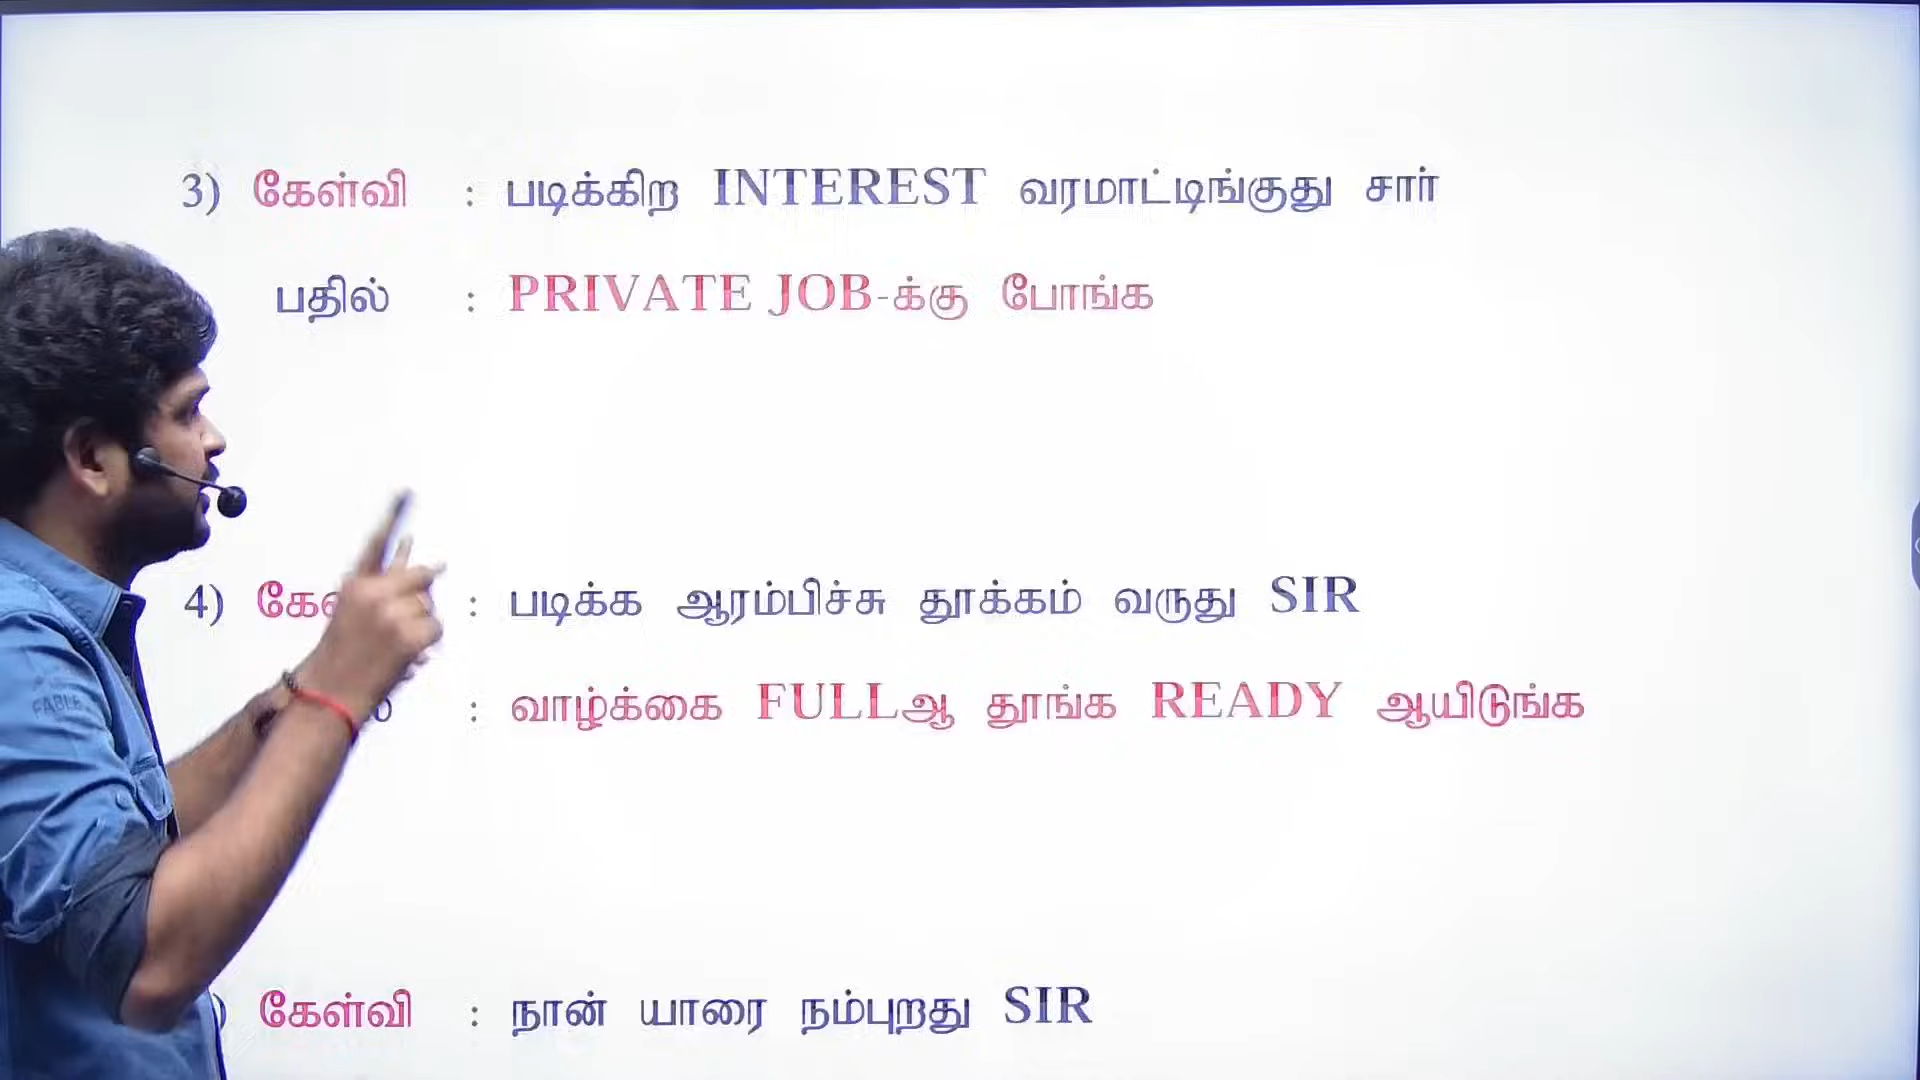 3) கேள்வி : படிக்கிற INTEREST வரமாட்டிங்குது சார்
பதில் : PRIVATE JOB-க்கு போங்க
4) : படிக்க ஆரம்பிச்சு தூக்கம் வருது SIR
: வாழ்க்கை FULLஆ தூங்க READY ஆயிடுங்க
) கேள்வி : நான் யாரை நம்புறது SIR